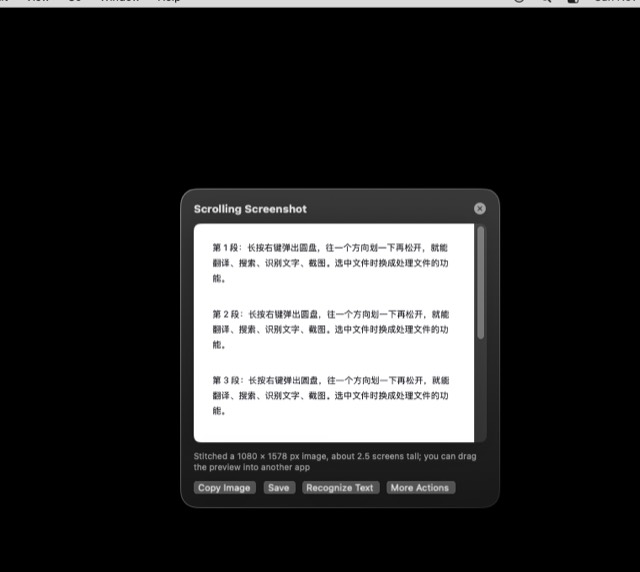 Scrolling Screenshot
第 1 段：长按右键弹出圆盘，往一个方向划一下再松开，就能
翻译、搜索、识别文字、截图。选中文件时换成处理文件的功
能。
第 2 段：长按右键弹出圆盘，往一个方向划一下再松开，就能
翻译、搜索、识别文字、截图。选中文件时换成处理文件的功
能。
第 3 段：长按右键弹出圆盘，往一个方向划一下再松开，就能
翻译、搜索、识别文字、截图。选中文件时换成处理文件的功
能。
Stitched a 1080 × 1578 px image, about 2.5 screens tall; you can drag
the preview into another app
Copy Image Save Recognize Text More Actions